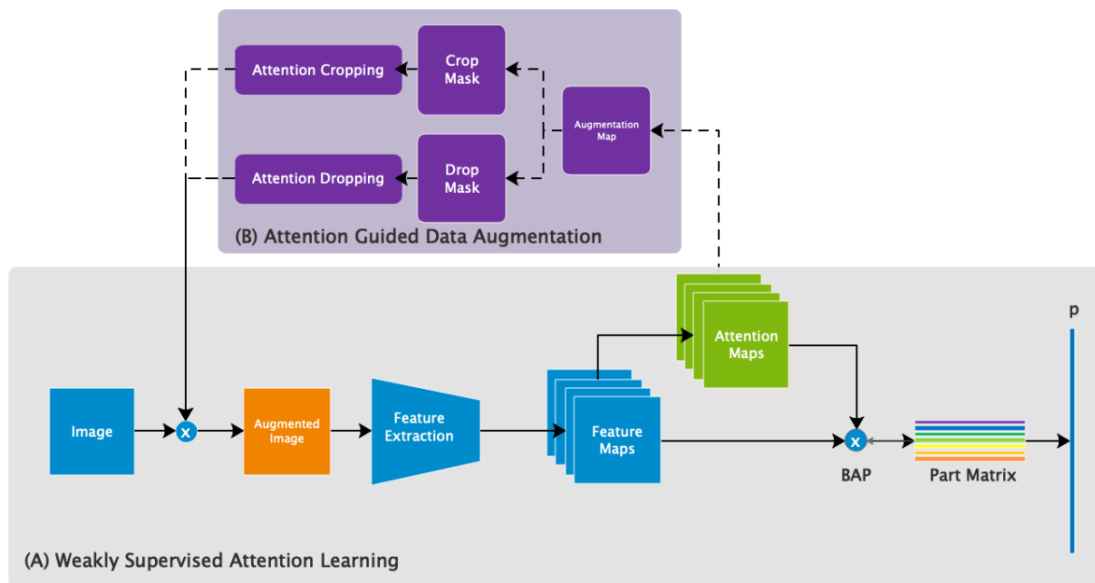 Attention Cropping
Crop
Mask
Augmentation
Map
Attention Dropping
Drop
Mask
(B) Attention Guided Data Augmentation
p
Attention
Maps
Image
x
Augmented
Image
Feature
Extraction
Feature
Maps
x
BAP
Part Matrix
(A) Weakly Supervised Attention Learning